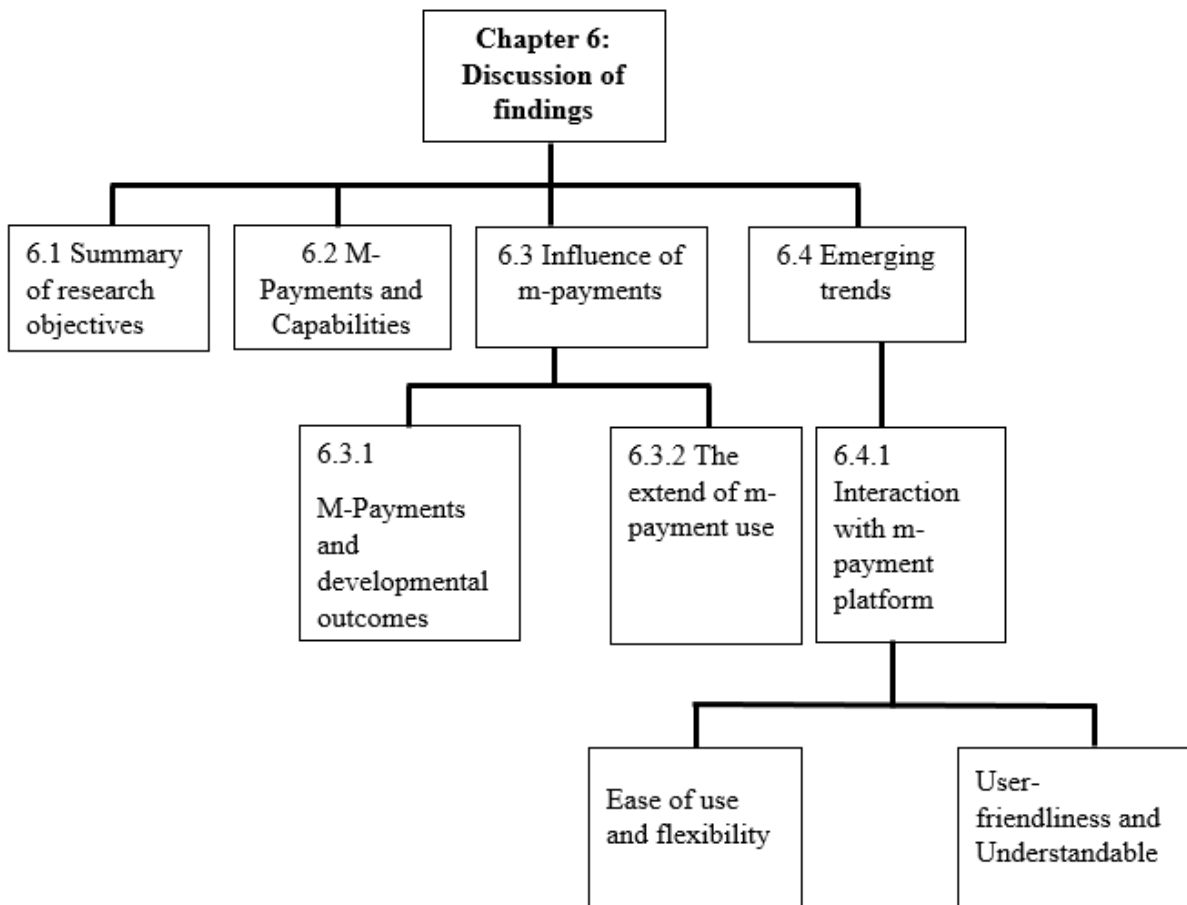 Chapter 6:
Discussion of
findings
6.1 Summary
of research
objectives
6.2 M-
Payments and
Capabilities
6.3 Influence of
m-payments
6.4 Emerging
trends
6.3.1
M-Payments
and
developmental
outcomes
6.3.2 The
extend of m-
payment use
6.4.1
Interaction
with m-
payment
platform
Ease of use
and flexibility
User-
friendliness and
Understandable